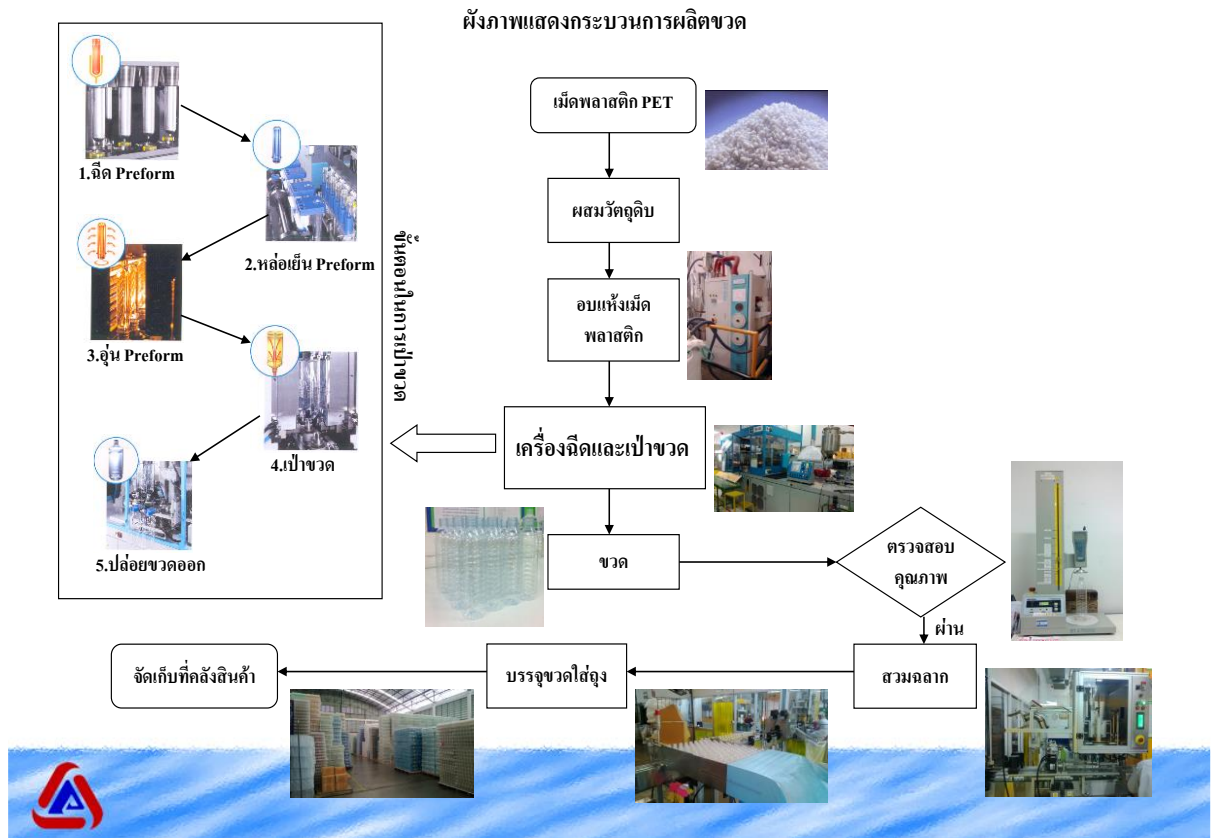 ผังภาพแสดงกระบวนการผลิตขวด
1.ฉีด Preform
2.หล่อเย็น Preform
3.อุ่น Preform
4.เป่าขวด
5.ปล่อยขวดออก
ขั้นตอนในการเป่าขวด
เม็ดพลาสติก PET
ผสมวัตถุดิบ
อบแห้งเม็ด
พลาสติก
เครื่องฉีดและเป่าขวด
ขวด
ตรวจสอบ
คุณภาพ
ผ่าน
สวมฉลาก
บรรจุขวดใส่ถุง
จัดเก็บที่คลังสินค้า